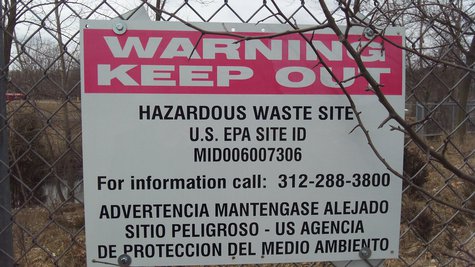 WARNING
KEEP OUT
HAZARDOUS WASTE SITE
U.S. EPA SITE ID
MID006007306
For information call: 312-288-3800
ADVERTENCIA MANTENGASE ALEJADO
SITIO PELIGROSO - US AGENCIA
DE PROTECCION DEL MEDIO AMBIENTO